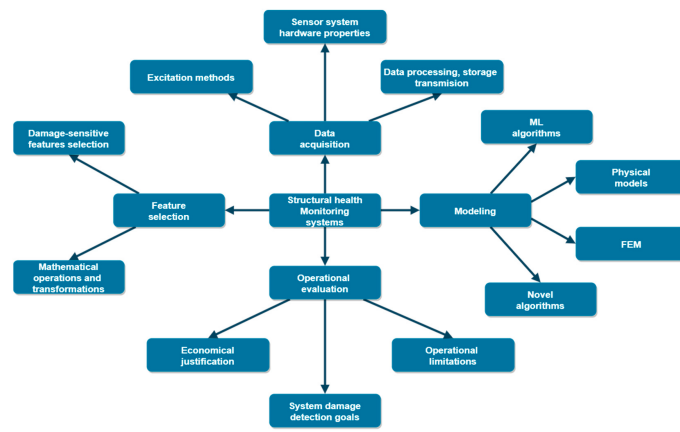 Sensor system
hardware properties
Excitation methods
Data processing, storage
transmision
Data
acquisition
ML
algorithms
Damage-sensitive
features selection
Physical
models
Feature
selection
Structural health
Monitoring
systems
Modeling
FEM
Mathematical
operations and
transformations
Operational
evaluation
Novel
algorithms
Economical
justification
Operational
limitations
System damage
detection goals